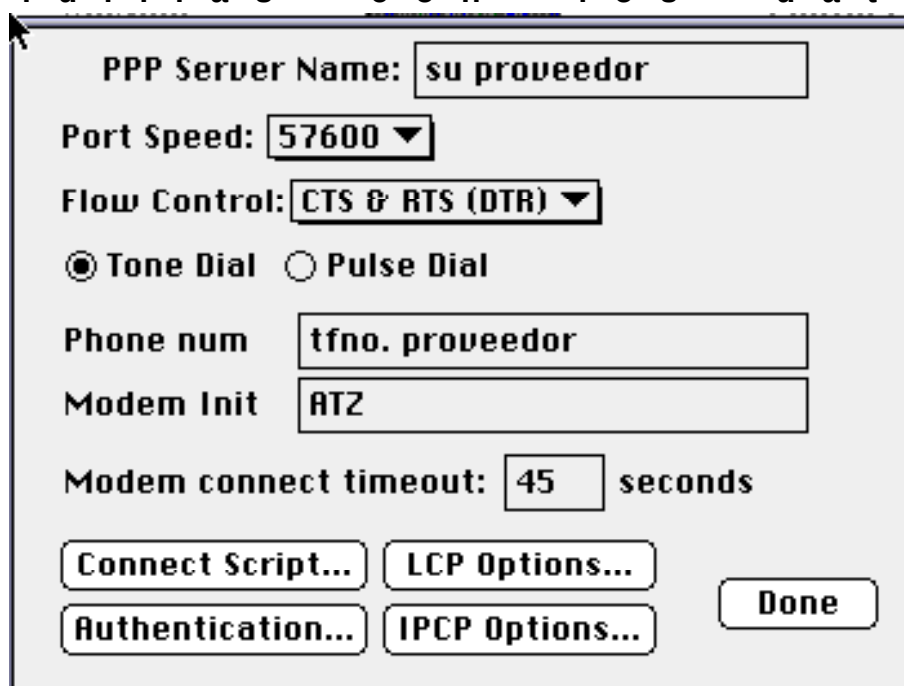 PPP Server Name: su proveedor
Port Speed: 57600
Flow Control: CTS & RTS (DTR)
Tone Dial Pulse Dial
Phone num tfno. proveedor
Modem Init ATZ
Modem connect timeout: 45 seconds
Connect Script... LCP Options...
Done
Authentication... IPCP Options...